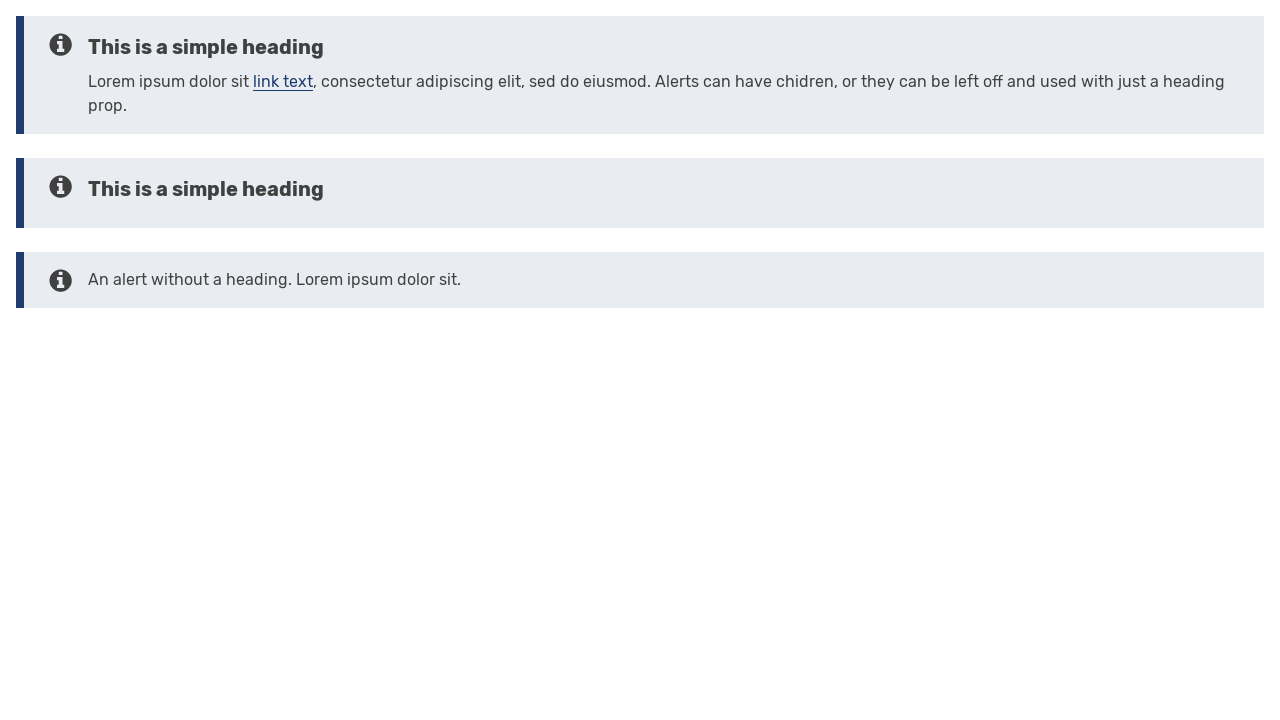 This is a simple heading
Lorem ipsum dolor sit link text, consectetur adipiscing elit, sed do eiusmod. Alerts can have chidren, or they can be left off and used with just a heading
prop.
This is a simple heading
An alert without a heading. Lorem ipsum dolor sit.